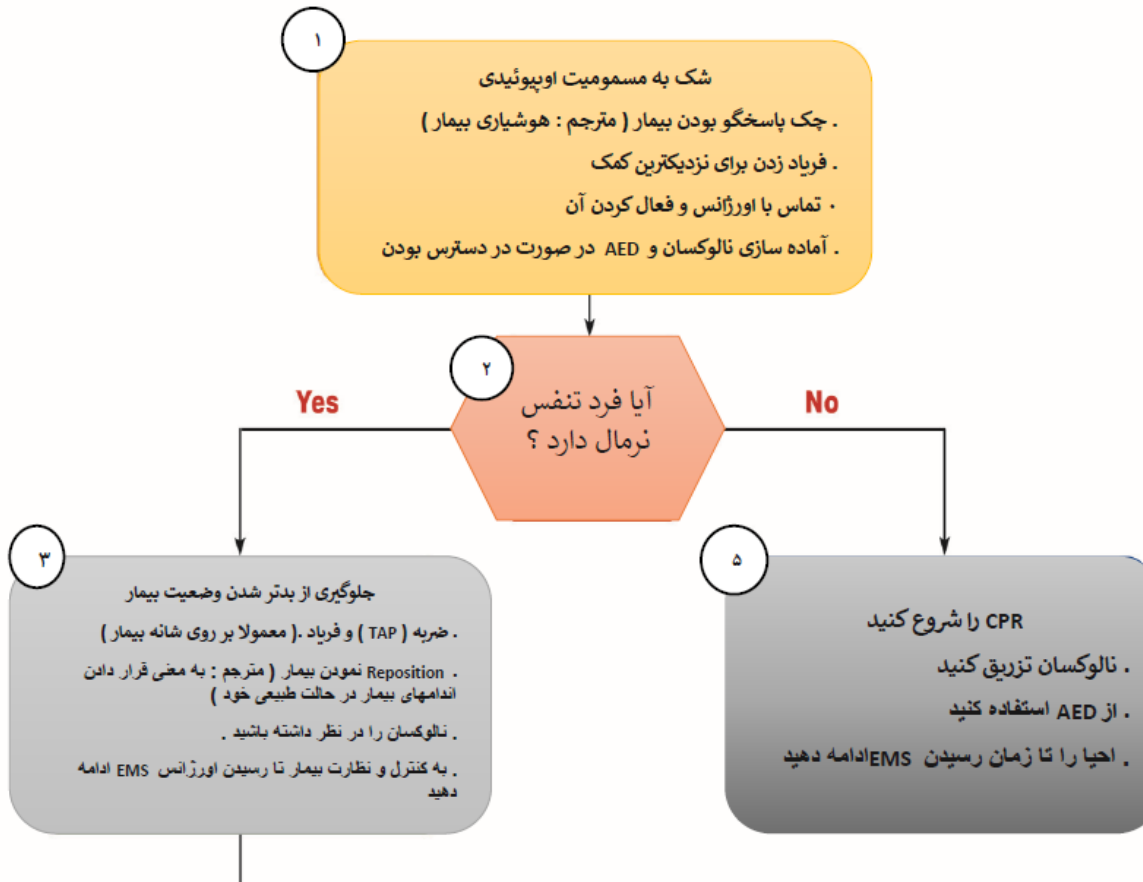 ۱
شک به مسمومیت اوپیوئیدی
. چک پاسخگو بودن بیمار ( مترجم : هوشیاری بیمار )
. فریاد زدن برای نزدیکترین کمک
. تماس با اورژانس و فعال کردن آن
. آماده سازی نالوکسان و AED در صورت در دسترس بودن
۲
آیا فرد تنفس
نرمال دارد ؟
Yes
No
۳
جلوگیری از بدتر شدن وضعیت بیمار
. ضربه ( TAP ) و فریاد .( معمولا بر روی شانه بیمار )
. Reposition نمودن بیمار ( مترجم : به معنی قرار دادن
اندامهای بیمار در حالت طبیعی خود )
. نالوکسان را در نظر داشته باشید .
. به کنترل و نظارت بیمار تا رسیدن اورژانس EMS ادامه
دهید
۵
CPR را شروع کنید
. نالوکسان تزریق کنید
. از AED استفاده کنید
. احیا را تا زمان رسیدن EMS ادامه دهید